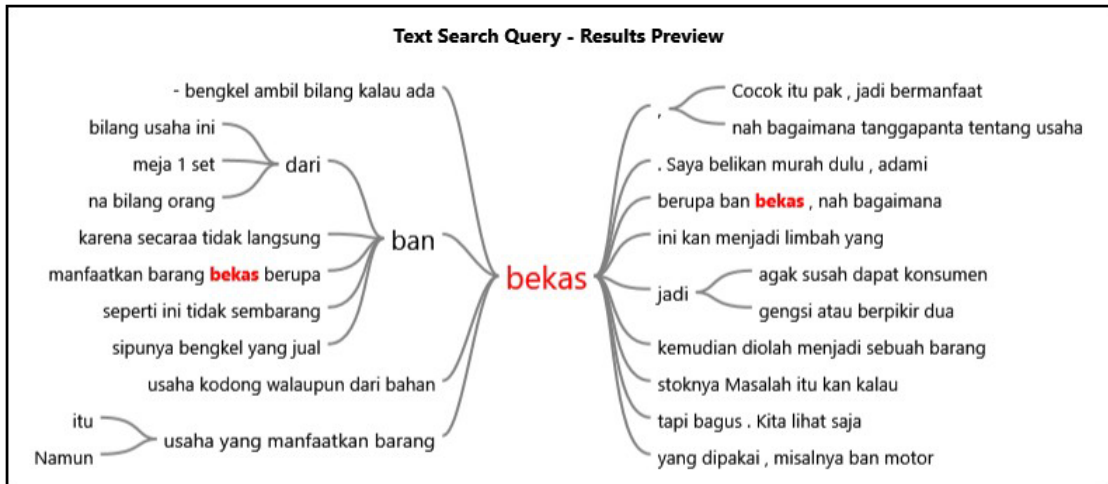 Text Search Query - Results Preview
- bengkel ambil bilang kalau ada
bilang usaha ini
meja 1 set
na bilang orang
dari
karena secaraa tidak langsung
manfaatkan barang bekas berupa
seperti ini tidak sembarang
sipunya bengkel yang jual
ban
usaha kodong walaupun dari bahan
itu
Namun
usaha yang manfaatkan barang
bekas
,
Cocok itu pak , jadi bermanfaat
nah bagaimana tanggapanta tentang usaha
. Saya belikan murah dulu , adami
berupa ban bekas , nah bagaimana
ini kan menjadi limbah yang
jadi
agak susah dapat konsumen
gengsi atau berpikir dua
kemudian diolah menjadi sebuah barang
stoknya Masalah itu kan kalau
tapi bagus . Kita lihat saja
yang dipakai , misalnya ban motor